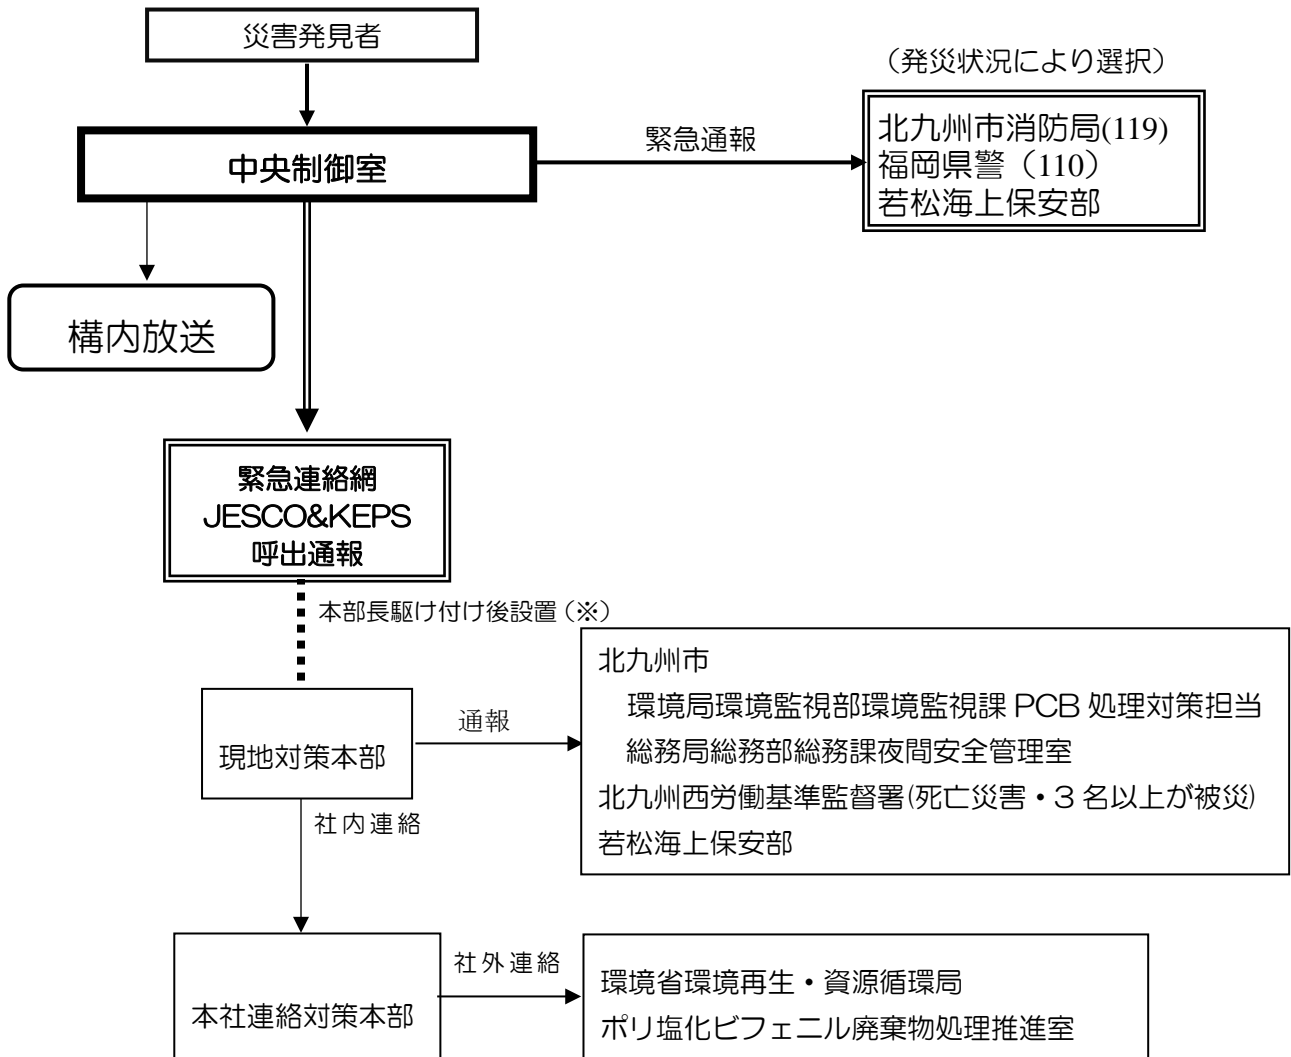 災害発見者
（発災状況により選択）
中央制御室
緊急通報
北九州市消防局(119)
福岡県警（110）
若松海上保安部
構内放送
緊急連絡網
JESCO&KEPS
呼出通報
本部長駆け付け後設置（※）
現地対策本部
通報
北九州市
環境局環境監視部環境監視課 PCB 処理対策担当
総務局総務部総務課夜間安全管理室
北九州西労働基準監督署(死亡災害・3 名以上が被災)
若松海上保安部
社内連絡
本社連絡対策本部
社外連絡
環境省環境再生・資源循環局
ポリ塩化ビフェニル廃棄物処理推進室